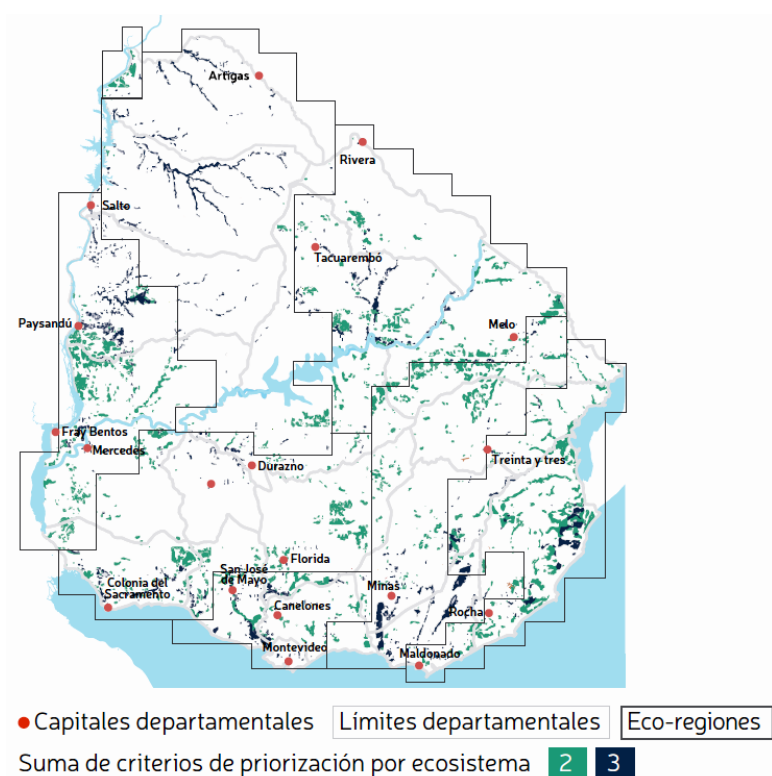 Artigas
Rivera
Salto
Tacuarembó
Paysandú
Melo
Fray Bentos
Mercedes
Durazno
Treinta y tres
Florida
San José
de Mayo
Colonia del
Sacramento
Minas
Canelones
Rocha
Montevideo
Maldonado
Capitales departamentales Límites departamentales Eco-regiones
Suma de criterios de priorización por ecosistema 2 3